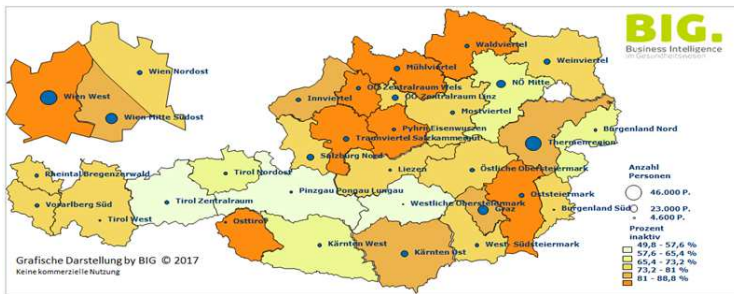 BIG.
Business Intelligence
im Gesundheitswesen
Waldviertel
Weinviertel
Wien Nordost
Mühlviertel
Wien West
OÖ Zentralraum Wels
NÖ Mitte
OÖ Zentralraum Linz
Innviertel
Mostviertel
Wien Mitte Südost
Pyhrn-Eisenwurzen
Burgenland Nord
Traunviertel Salzkammergut
Thermenregion
Salzburg Nord
Liezen
Östliche Obersteiermark
Rheintal Bregenzerwald
Tirol Nordost
Anzahl
Personen
Pinzgau Pongau Lungau
46.000 P.
Oststeiermark
Vorarlberg Süd
Tirol Zentralraum
Westliche Obersteiermark
23.000 P.
Graz
Burgenland Süd
4.600 P.
Tirol West
Osttirol
Prozent
inaktiv
Kärnten West
West- Südsteiermark
49,8 - 57,6 %
Kärnten Ost
57,6 - 65,4 %
65,4 - 73,2 %
Grafische Darstellung by BIG © 2017
73,2 - 81 %
Keine kommerzielle Nutzung
81 - 88,8 %